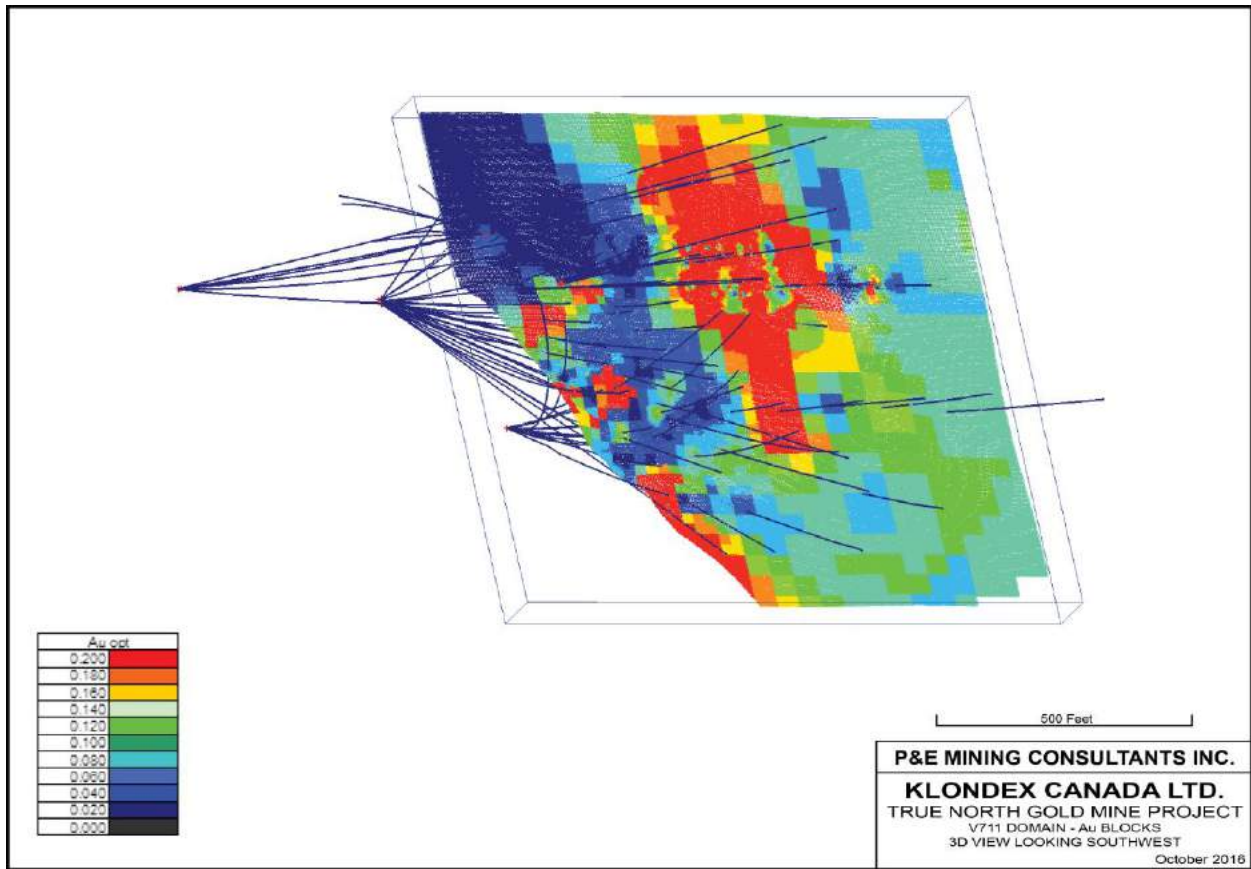 Au opt
0.200
0.180
0.160
0.140
0.120
0.100
0.080
0.060
0.040
0.020
0.000
500 Feet
P&E MINING CONSULTANTS INC.
KLONDEX CANADA LTD.
TRUE NORTH GOLD MINE PROJECT
V711 DOMAIN - Au BLOCKS
3D VIEW LOOKING SOUTHWEST
October 2016